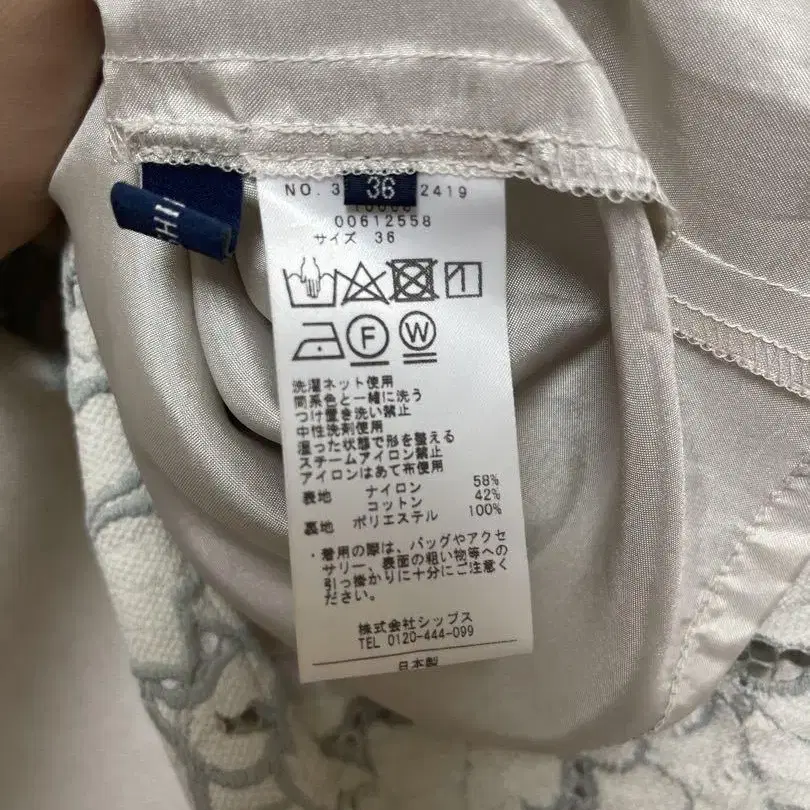 36
NO. 3 2419
00612558
サイズ 36
F
W
洗濯ネット使用
同系色と一緒に洗う
つけ置き洗い禁止
中性洗剤使用
湿った状態で形を整える
スチームアイロン禁止
アイロンはあて布使用
表地 ナイロン 58%
コットン 42%
裏地 ポリエステル 100%
・着用の際は、バッグやアクセ
サリー、表面の粗い物等への
引っ掛かりに十分にご注意く
ださい。
株式会社シップス
TEL 0120-444-099
日本製